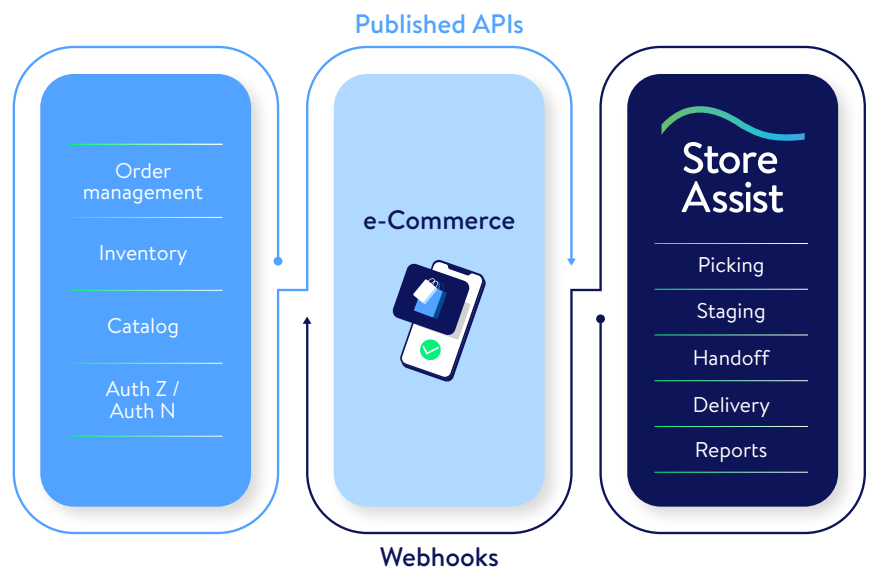 Published APIs
Order
management
Inventory
Catalog
Auth Z /
Auth N
e-Commerce
Store
Assist
Picking
Staging
Handoff
Delivery
Reports
Webhooks